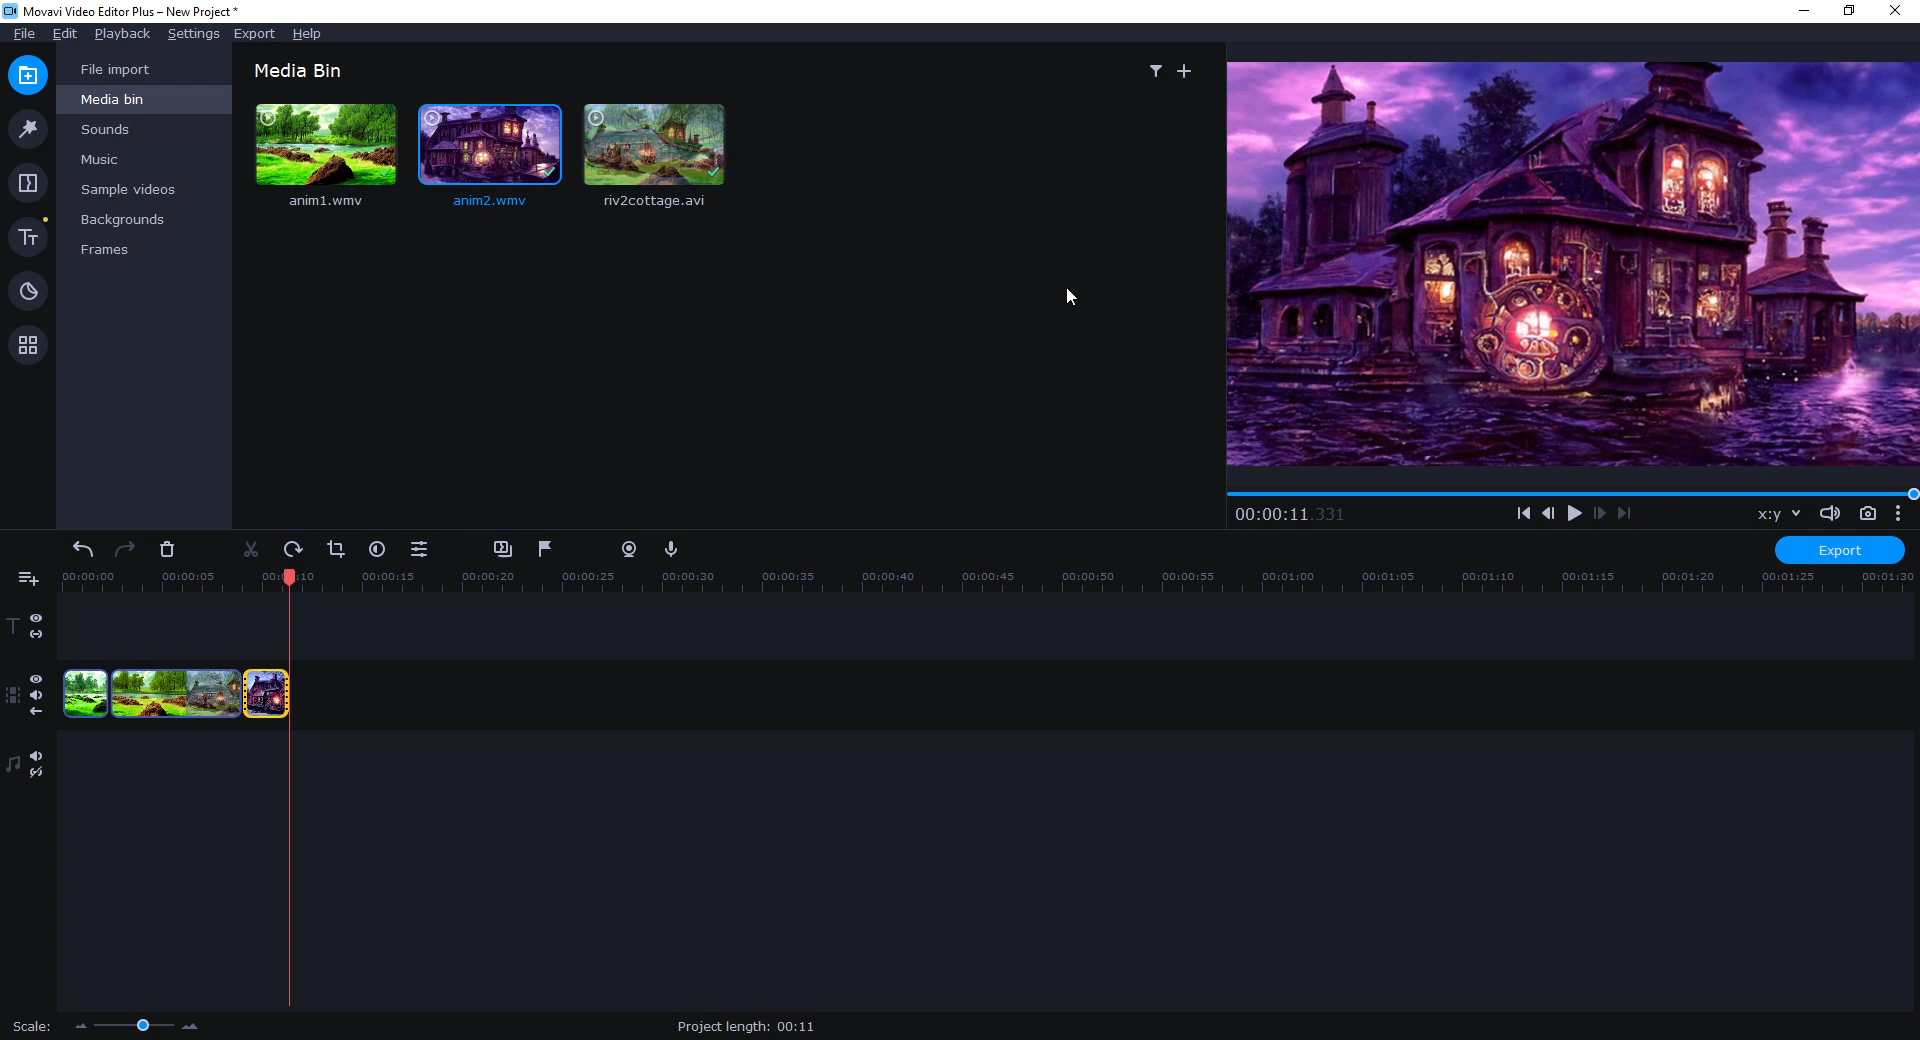 Movavi Video Editor Plus – New Project *
File Edit Playback Settings Export Help
File import
Media bin
Sounds
Music
Sample videos
Backgrounds
Frames
Media Bin
anim1.wmv anim2.wmv riv2cottage.avi
00:00:11.331
x:y
Export
00:00:00 00:00:05 00:00:10 00:00:15 00:00:20 00:00:25 00:00:30 00:00:35 00:00:40 00:00:45 00:00:50 00:00:55 00:01:00 00:01:05 00:01:10 00:01:15 00:01:20 00:01:25 00:01:30
Scale:
Project length: 00:11